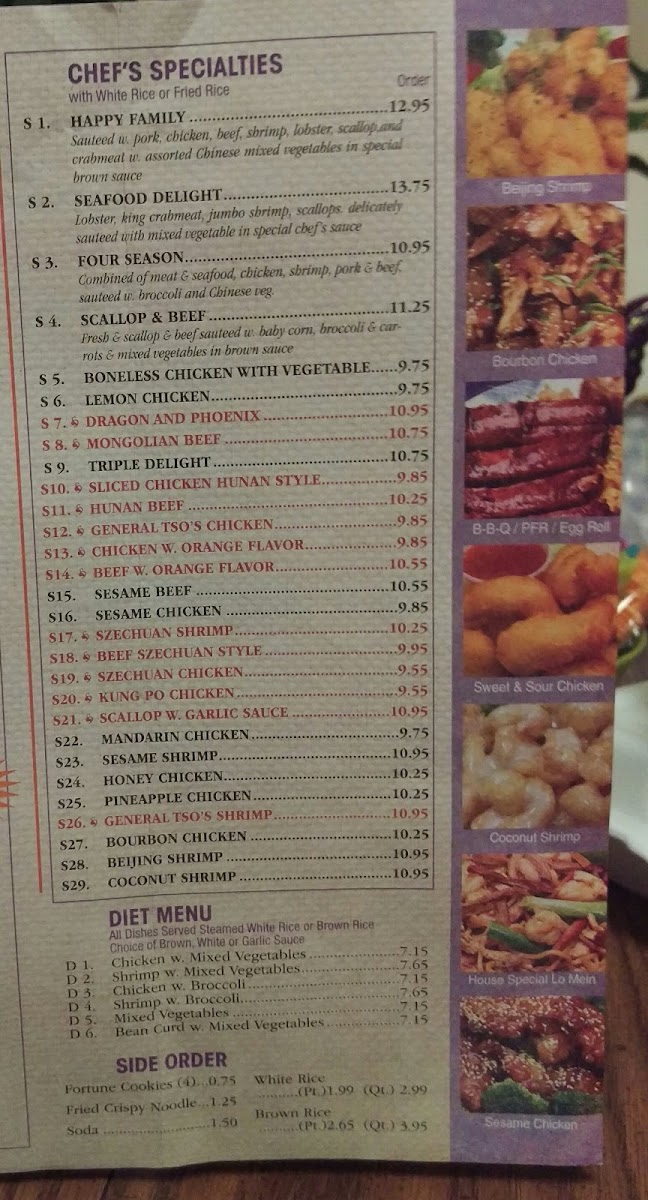 CHEF'S SPECIALTIES
with White Rice or Fried Rice
Order
S 1. HAPPY FAMILY ..........12.95
Sauteed w. pork, chicken, beef, shrimp, lobster, scallop,and
crabmeat w. assorted Chinese mixed vegetables in special
brown sauce
S 2. SEAFOOD DELIGHT..........13.75
Lobster, king crabmeat, jumbo shrimp, scallops. delicately
sauteed with mixed vegetable in special chef's sauce
S 3. FOUR SEASON..........10.95
Combined of meat & seafood, chicken, shrimp, pork & beef,
sauteed w. broccoli and Chinese veg.
S 4. SCALLOP & BEEF..........11.25
Fresh & scallop & beef sauteed w. baby corn, broccoli & car-
rots & mixed vegetables in brown sauce
S 5. BONELESS CHICKEN WITH VEGETABLE......9.75
S 6. LEMON CHICKEN..........9.75
S 7. DRAGON AND PHOENIX ..........10.95
S 8. MONGOLIAN BEEF ..........10.75
S 9. TRIPLE DELIGHT..........10.75
S10. SLICED CHICKEN HUNAN STYLE..........9.85
S11. HUNAN BEEF ..........10.25
S12. GENERAL TSO'S CHICKEN..........9.85
S13. CHICKEN W. ORANGE FLAVOR..........9.85
S14. BEEF W. ORANGE FLAVOR..........10.55
S15. SESAME BEEF ..........10.55
S16. SESAME CHICKEN ..........9.85
S17. SZECHUAN SHRIMP..........10.25
S18. BEEF SZECHUAN STYLE..........9.95
S19. SZECHUAN CHICKEN..........9.55
S20. KUNG PO CHICKEN..........9.55
S21. SCALLOP W. GARLIC SAUCE ..........10.95
S22. MANDARIN CHICKEN..........9.75
S23. SESAME SHRIMP..........10.95
S24. HONEY CHICKEN..........10.25
S25. PINEAPPLE CHICKEN..........10.25
S26. GENERAL TSO'S SHRIMP..........10.95
S27. BOURBON CHICKEN ..........10.25
S28. BEIJING SHRIMP ..........10.95
S29. COCONUT SHRIMP ..........10.95
DIET MENU
All Dishes Served Steamed White Rice or Brown Rice
Choice of Brown, White or Garlic Sauce
D 1. Chicken w. Mixed Vegetables ..........7.15
D 2. Shrimp w. Mixed Vegetables..........7.65
D 3. Chicken w. Broccoli..........7.15
D 4. Shrimp w. Broccoli..........7.65
D 5. Mixed Vegetables ..........7.15
D 6. Bean Curd w. Mixed Vegetables..........7.15
SIDE ORDER
Fortune Cookies (4)...0.75
Fried Crispy Noodle...1.25
Soda ..........1.50
White Rice
..........(Pt.)1.99 (Qt.) 2.99
Brown Rice
..........(Pt.)2.65 (Qt.) 3.95
Beijing Shrimp
Bourbon Chicken
B-B-Q / PFR / Egg Roll
Sweet & Sour Chicken
Coconut Shrimp
House Special Lo Mein
Sesame Chicken